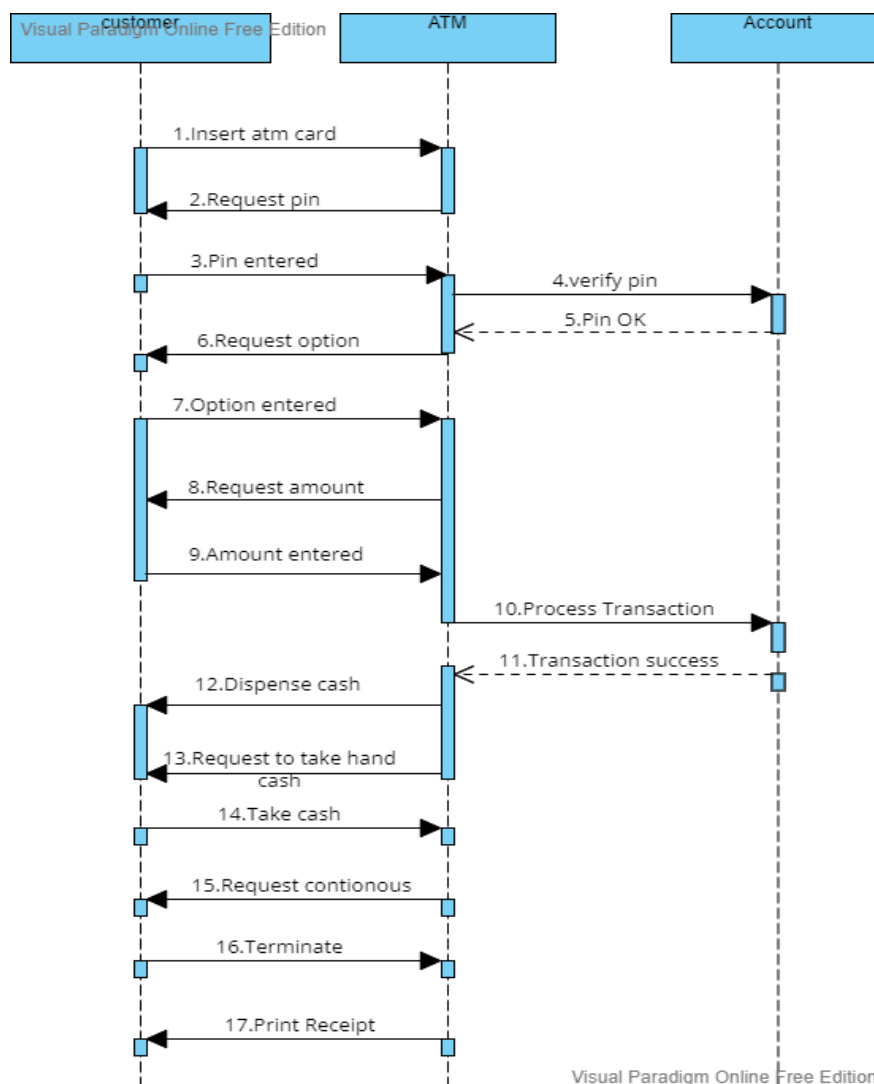 customer
Visual Paradigm Online Free Edition
ATM
Account
1.Insert atm card
2.Request pin
3.Pin entered
4.verify pin
5.Pin OK
6.Request option
7.Option entered
8.Request amount
9.Amount entered
10.Process Transaction
11.Transaction success
12.Dispense cash
13.Request to take hand
cash
14.Take cash
15.Request contionous
16.Terminate
17.Print Receipt
Visual Paradigm Online Free Edition